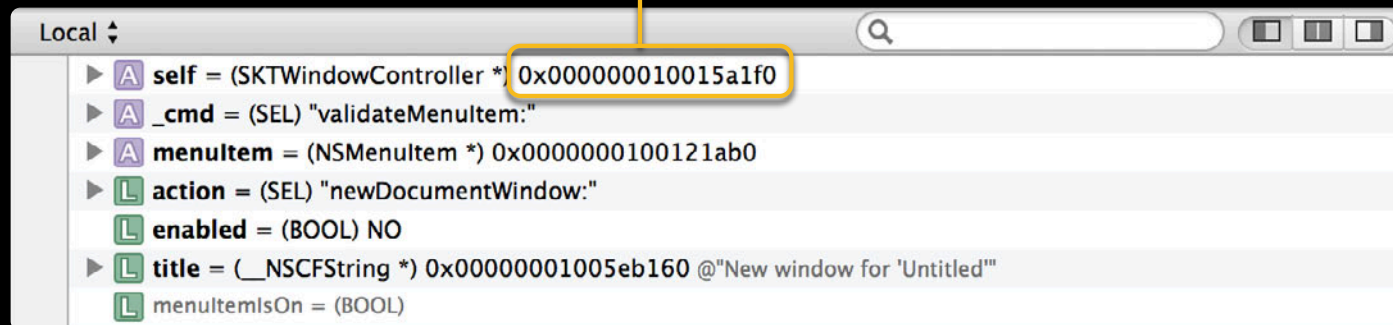 Local
A self = (SKTWindowController *) 0x000000010015a1f0
A _cmd = (SEL) "validateMenuItem:"
A menuItem = (NSMenuItem *) 0x0000000100121ab0
L action = (SEL) "newDocumentWindow:"
L enabled = (BOOL) NO
L title = (__NSCFString *) 0x00000001005eb160 @"New window for 'Untitled'"
L menuItemIsOn = (BOOL)